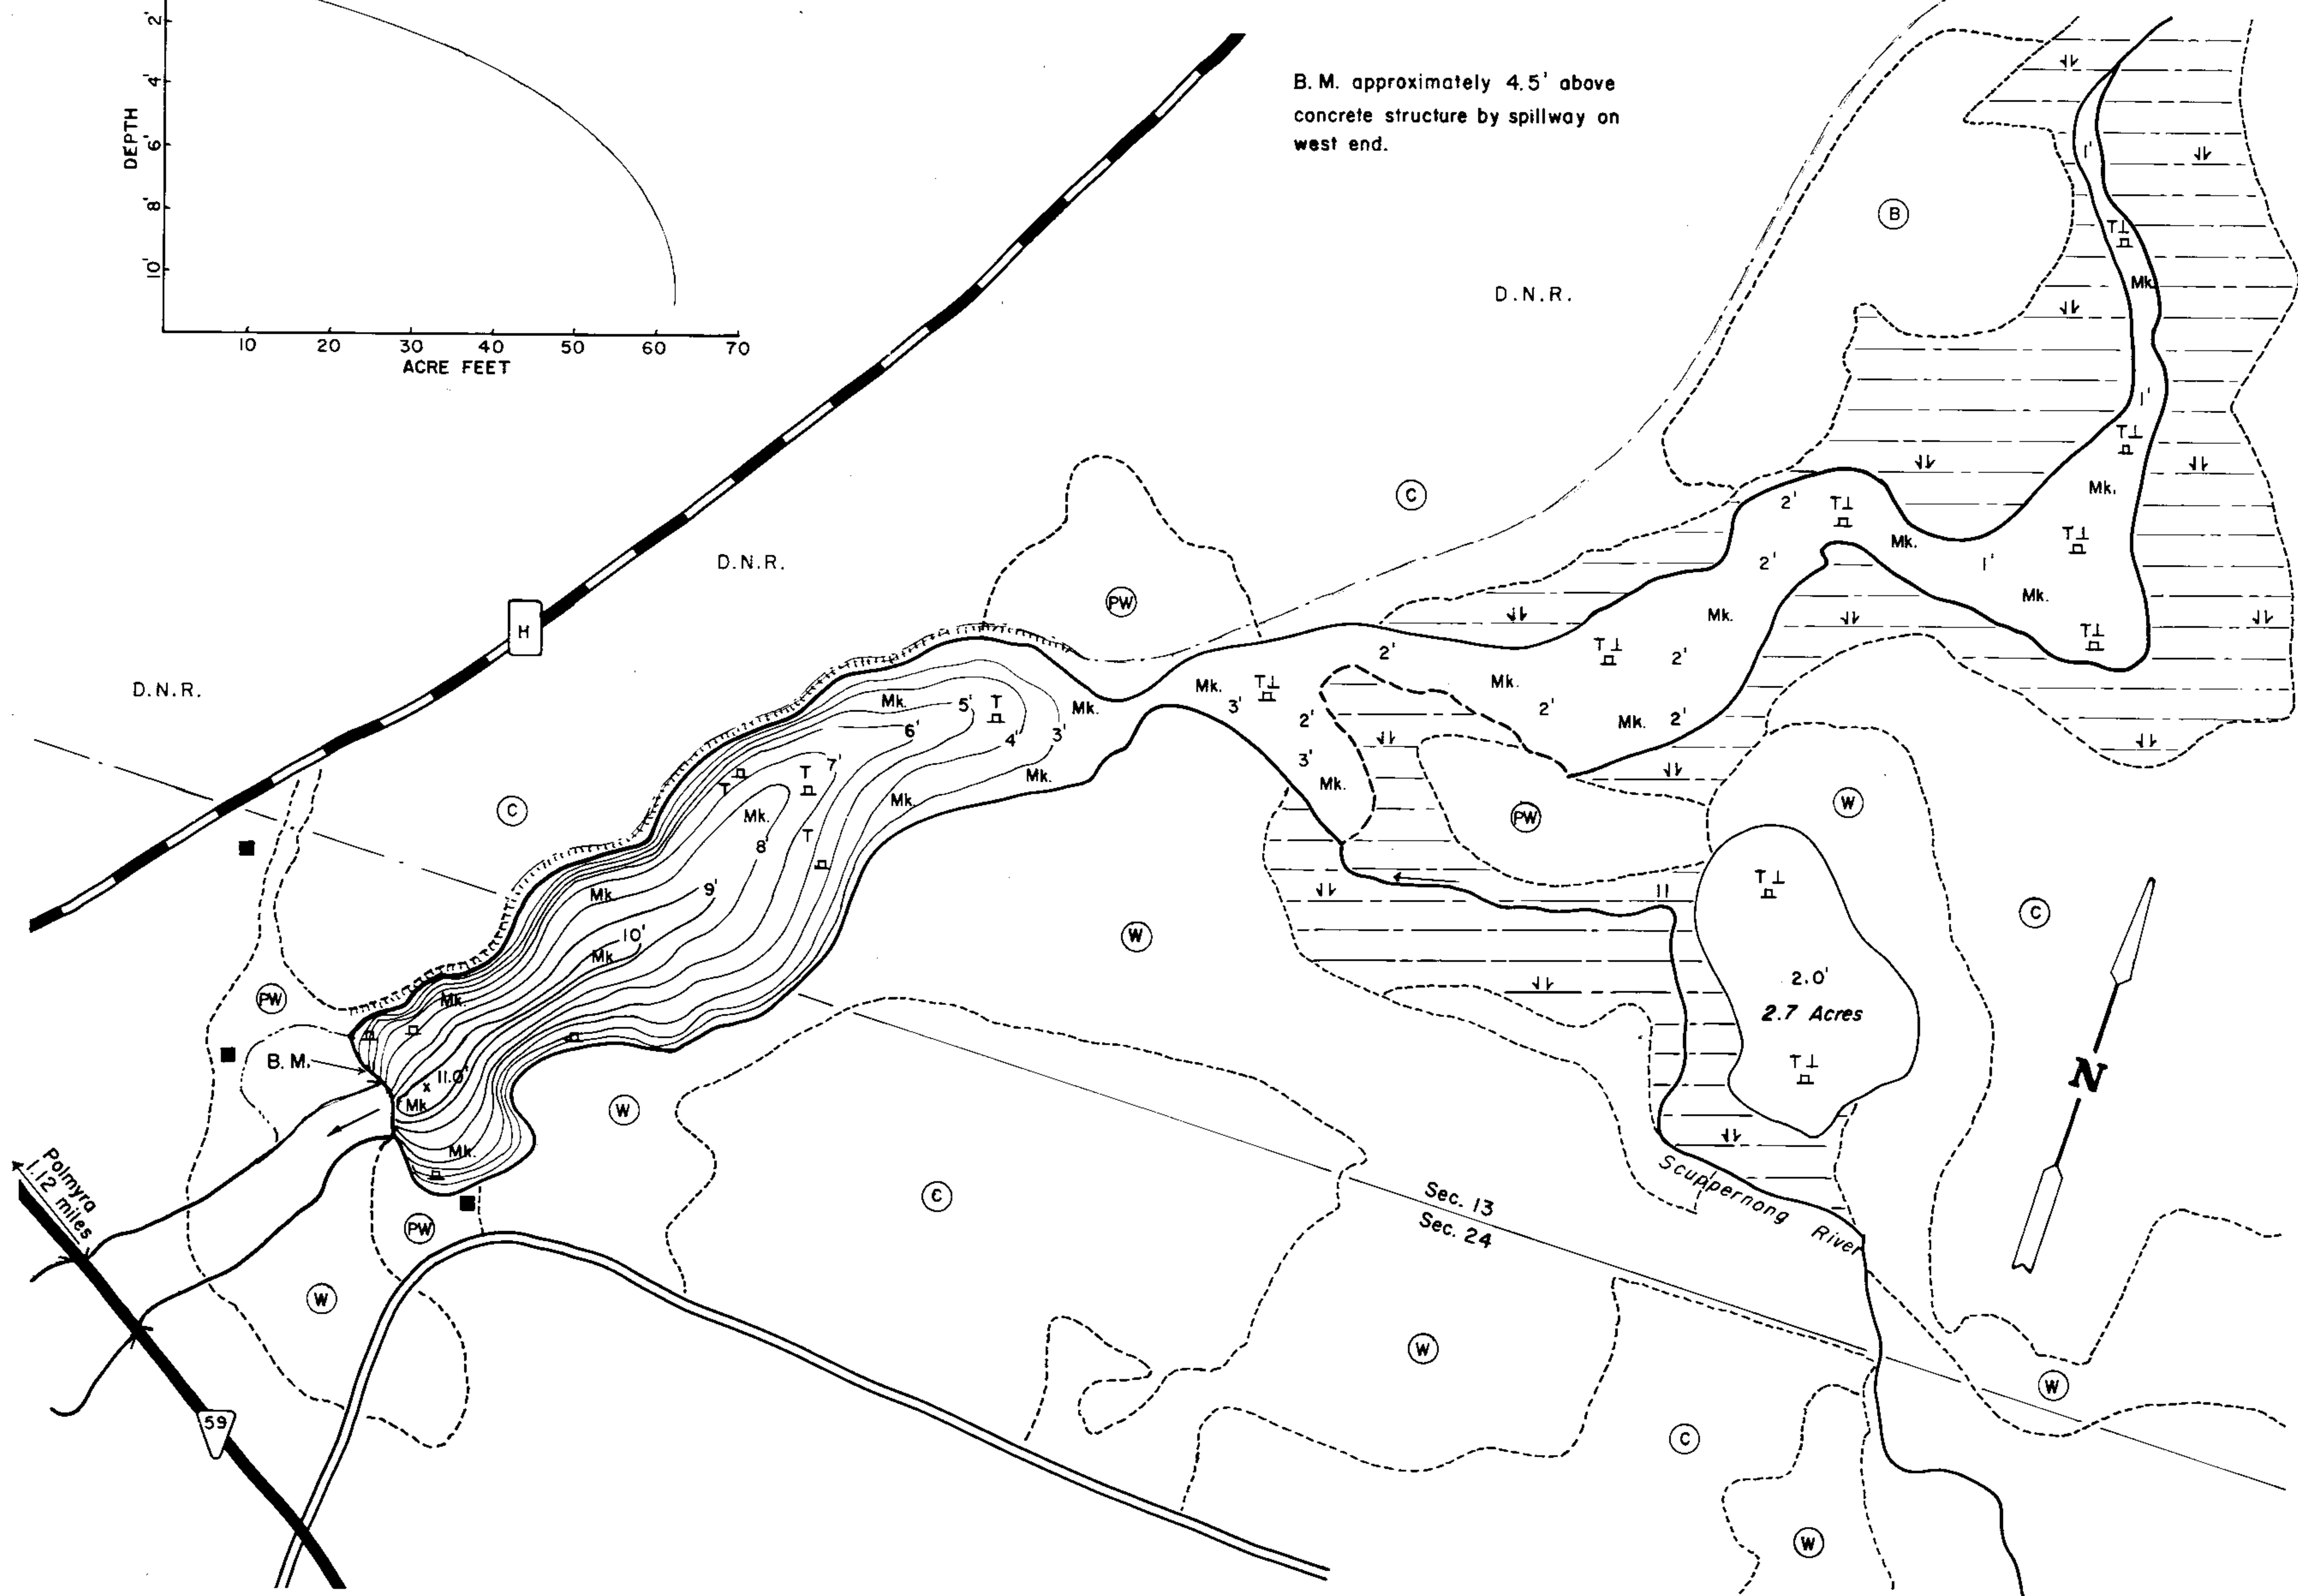 2'
4'
6'
8'
10'
DEPTH
10 20 30 40 50 60 70
ACRE FEET
B. M. approximately 4.5' above
concrete structure by spillway on
west end.
B
1'
T
Mk.
D.N.R.
1'
T
Mk.
C
2'
T
Mk.
T
1'
2'
D.N.R.
PW
Mk.
Mk.
H
T
T
2'
2'
D.N.R.
Mk.
T
Mk.
Mk.
5'
T
Mk.
3'
2'
2'
Mk.
2'
6'
4'
3'
3'
7'
T
T
Mk.
Mk.
C
Mk.
Mk.
PW
W
8'
T
9'
Mk.
T
C
W
10'
Mk.
2.0'
2.7 Acres
PW
Mk.
B. M.
11.0'
T
N
Mk.
W
Mk.
Palmyra
1.12 miles
C
Sec. 13
Sec. 24
Scuppernong River
PW
W
W
W
59
C
W